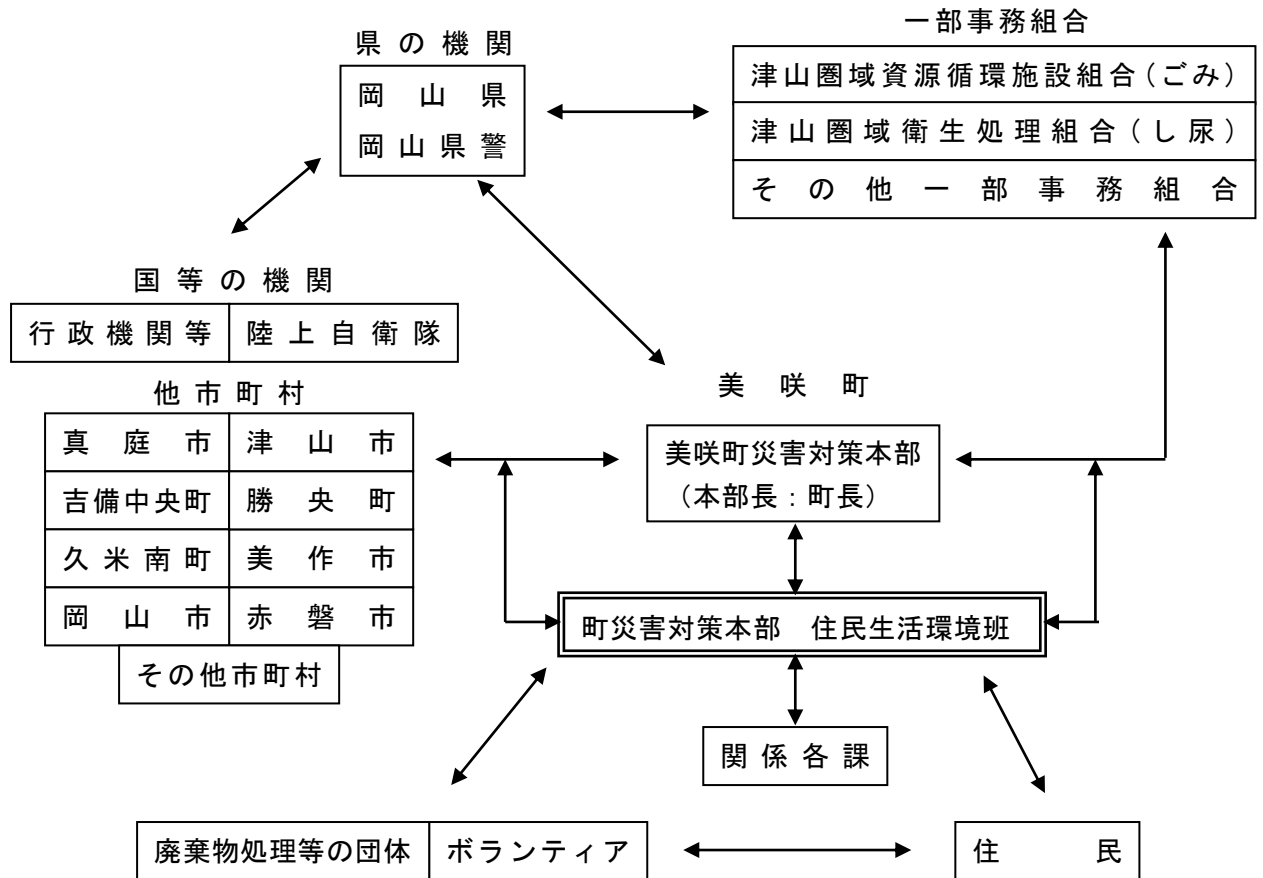 一部事務組合
県の機関
津山圏域資源循環施設組合(ごみ)
岡山県
津山圏域衛生処理組合(し尿)
岡山県警
その他一部事務組合
国等の機関
行政機関等 陸上自衛隊
他市町村
美咲町
真庭市 津山市
美咲町災害対策本部
(本部長:町長)
吉備中央町 勝央町
久米南町 美作市
岡山市 赤磐市
町災害対策本部 住民生活環境班
その他市町村
関係各課
廃棄物処理等の団体 ボランティア
住民